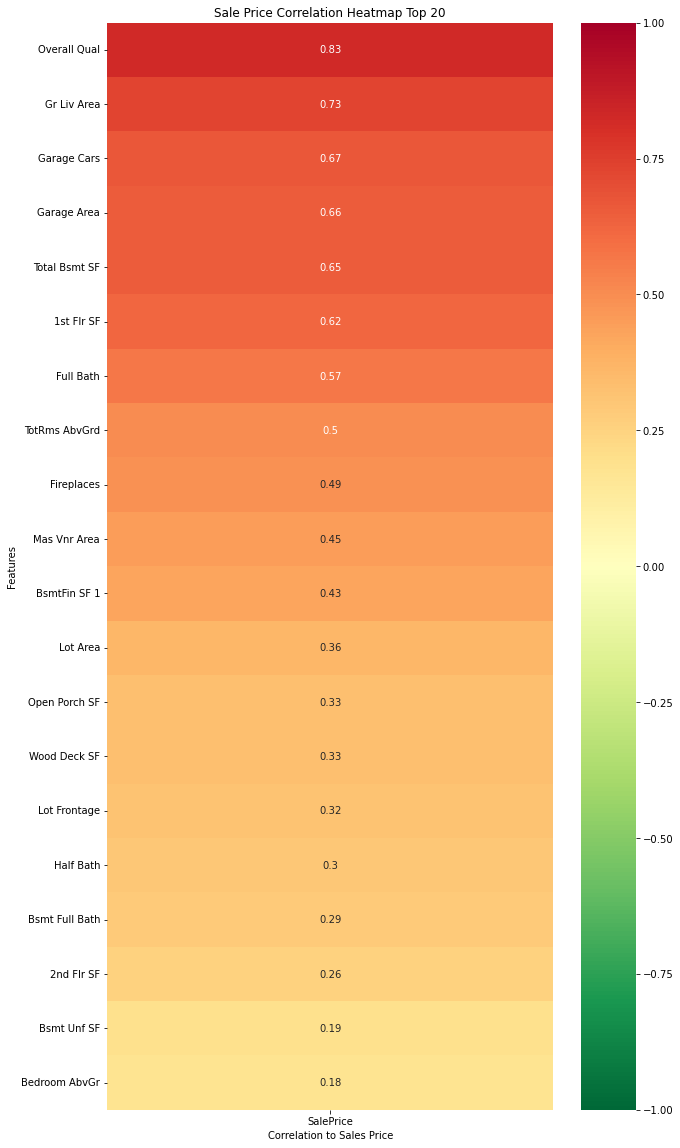 Sale Price Correlation Heatmap Top 20
Overall Qual 0.83
Gr Liv Area 0.73
Garage Cars 0.67
Garage Area 0.66
Total Bsmt SF 0.65
1st Flr SF 0.62
Full Bath 0.57
TotRms AbvGrd 0.5
Fireplaces 0.49
Mas Vnr Area 0.45
BsmtFin SF 1 0.43
Lot Area 0.36
Open Porch SF 0.33
Wood Deck SF 0.33
Lot Frontage 0.32
Half Bath 0.3
Bsmt Full Bath 0.29
2nd Flr SF 0.26
Bsmt Unf SF 0.19
Bedroom AbvGr 0.18
Features
SalePrice
Correlation to Sales Price
1.00
0.75
0.50
0.25
0.00
−0.25
−0.50
−0.75
−1.00